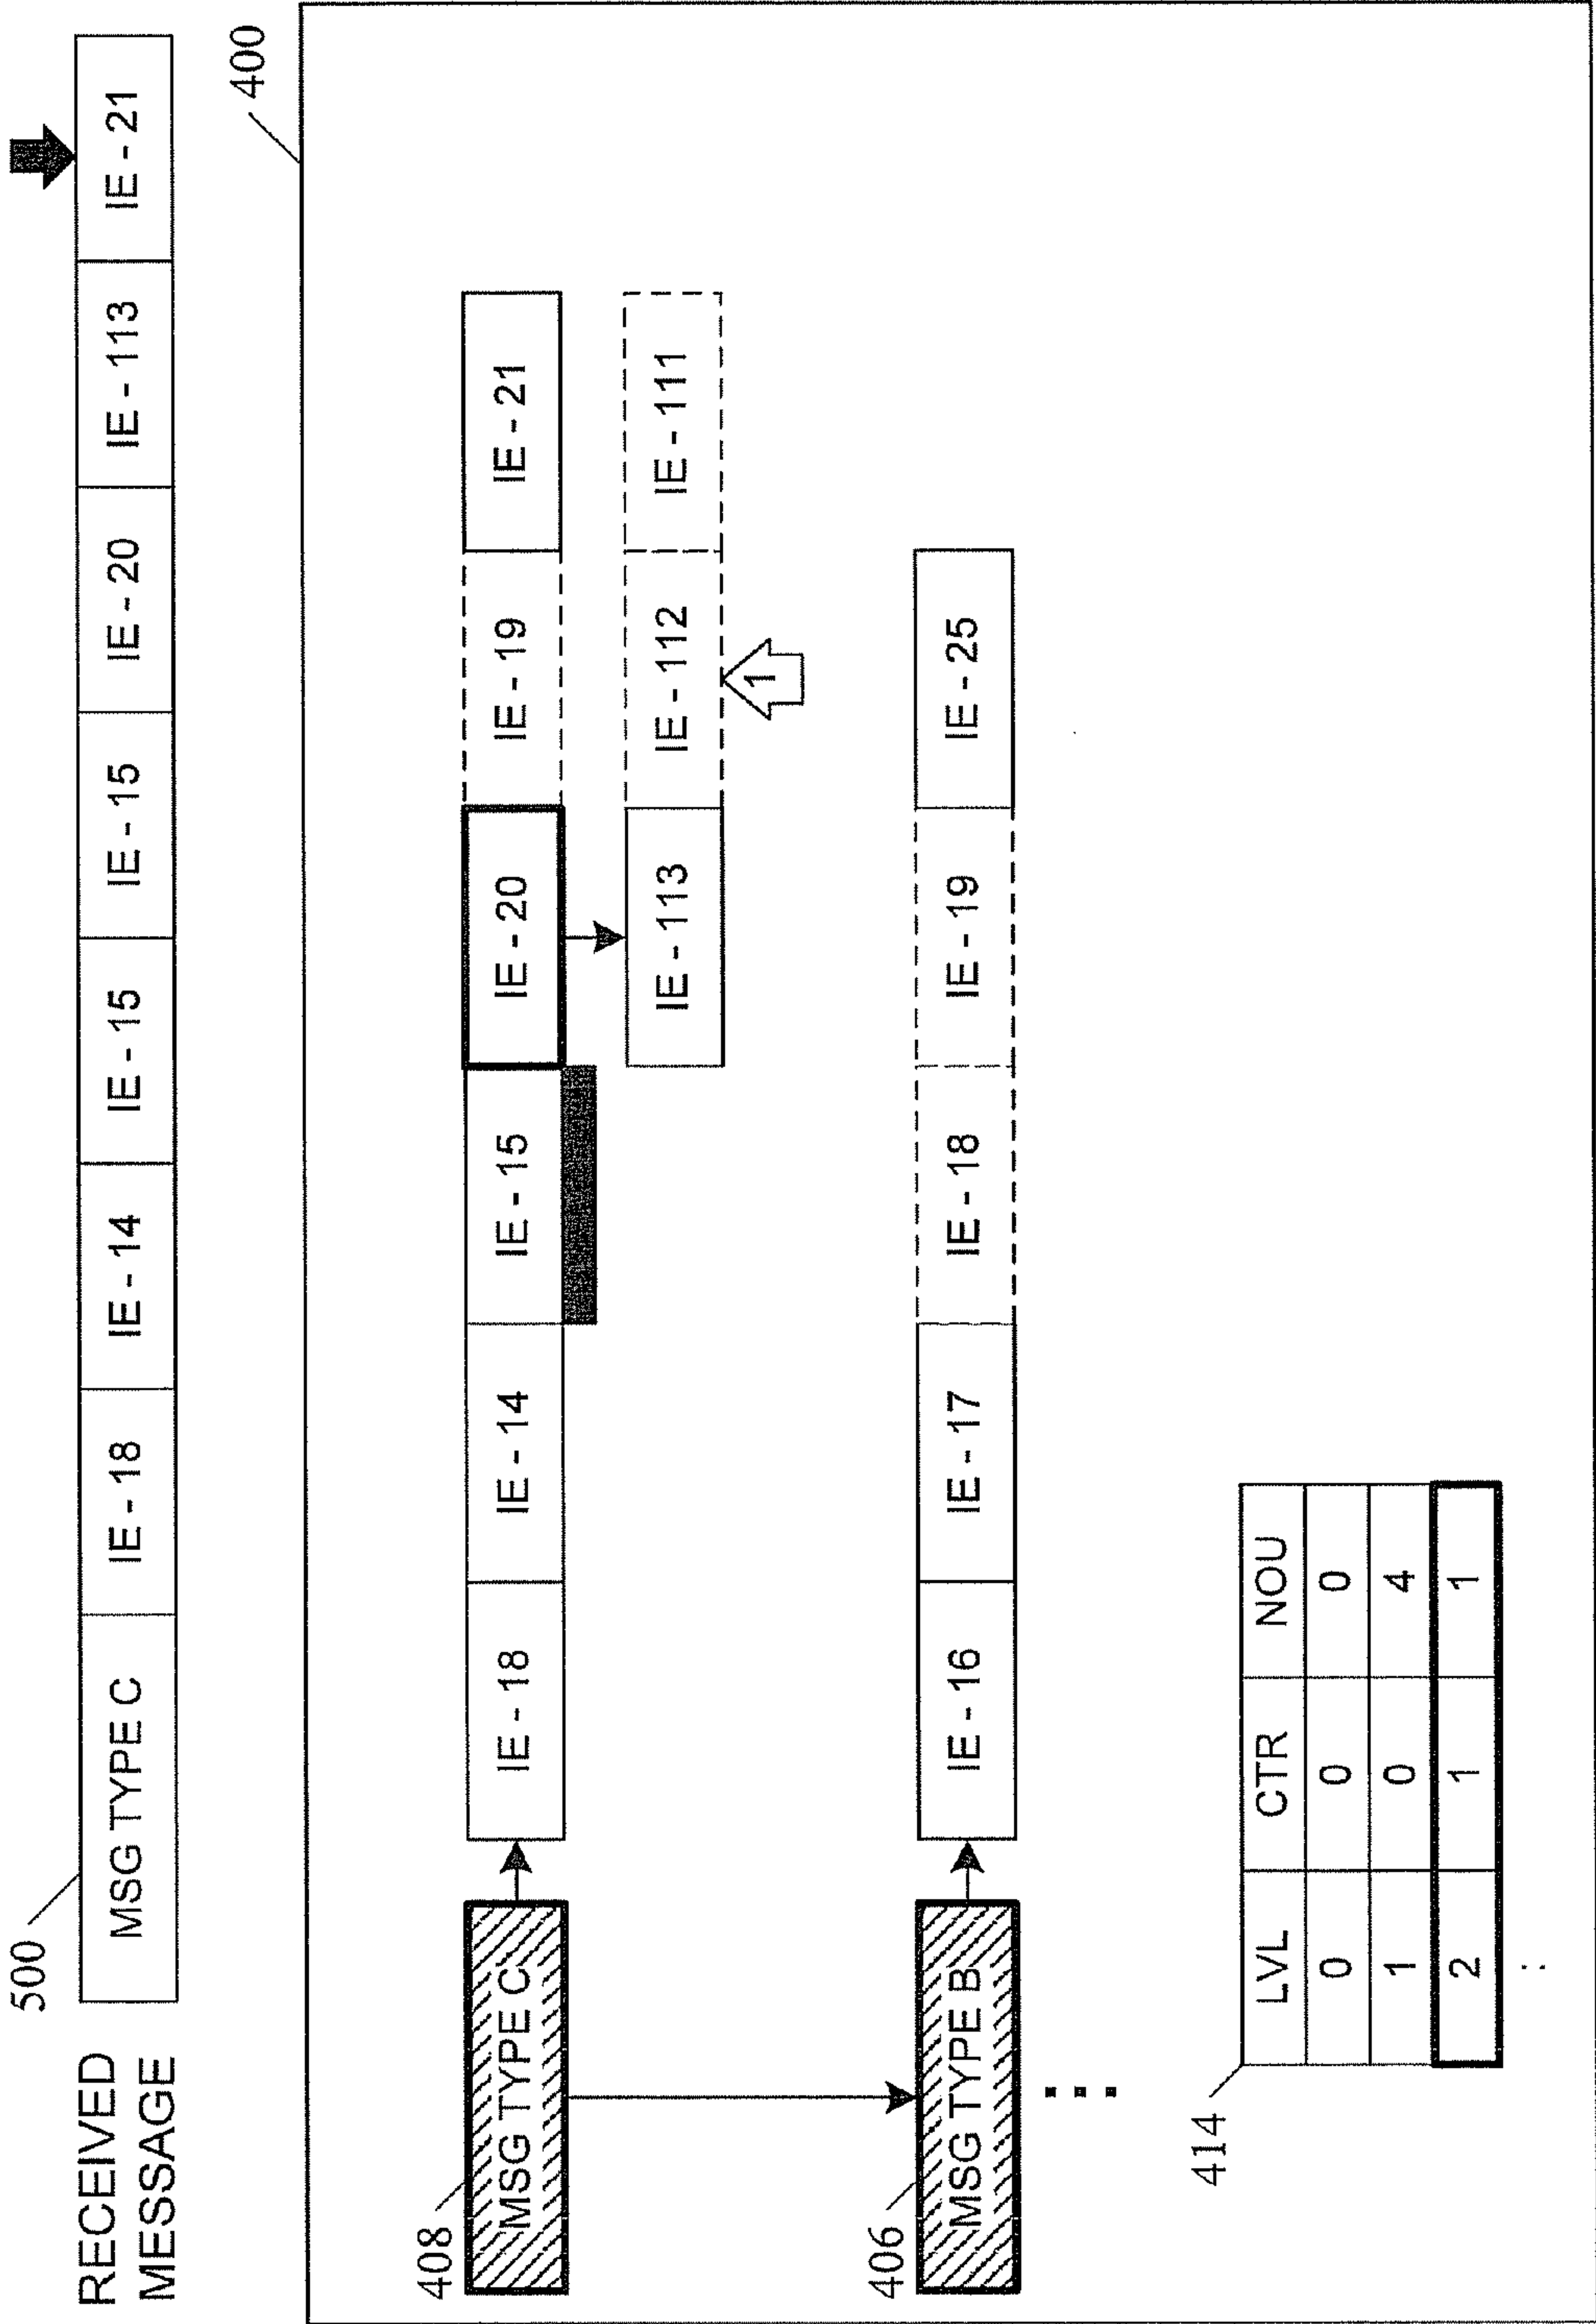 500
RECEIVED
MESSAGE
MSG TYPE C IE - 18 IE - 14 IE - 15 IE - 15 IE - 20 IE - 113 IE - 21
400
408
MSG TYPE C IE - 18 IE - 14 IE - 15 IE - 20 IE - 19 IE - 21
IE - 113 IE - 112 IE - 111
1
406
MSG TYPE B IE - 16 IE - 17 IE - 18 IE - 19 IE - 25
414
LVL CTR NOU
0 0 0
1 0 4
2 1 1